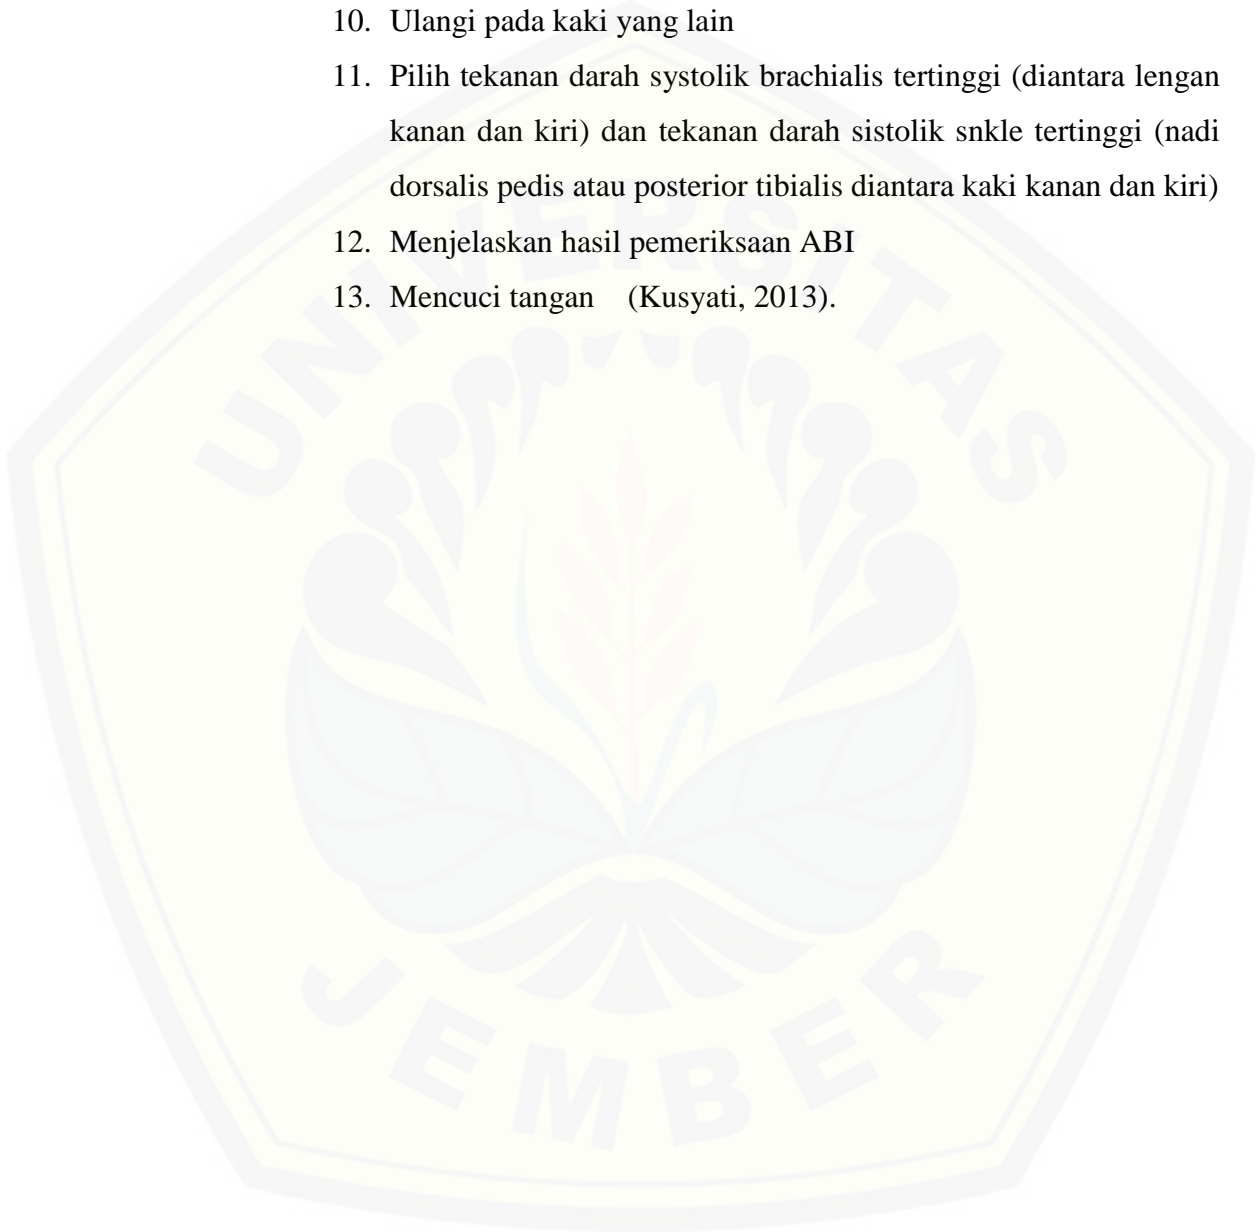 10. Ulangi pada kaki yang lain
11. Pilih tekanan darah systolik brachialis tertinggi (diantara lengan
kanan dan kiri) dan tekanan darah sistolik snkle tertinggi (nadi
dorsalis pedis atau posterior tibialis diantara kaki kanan dan kiri)
12. Menjelaskan hasil pemeriksaan ABI
13. Mencuci tangan (Kusyati, 2013).
UNIVERSITAS
JEMBER